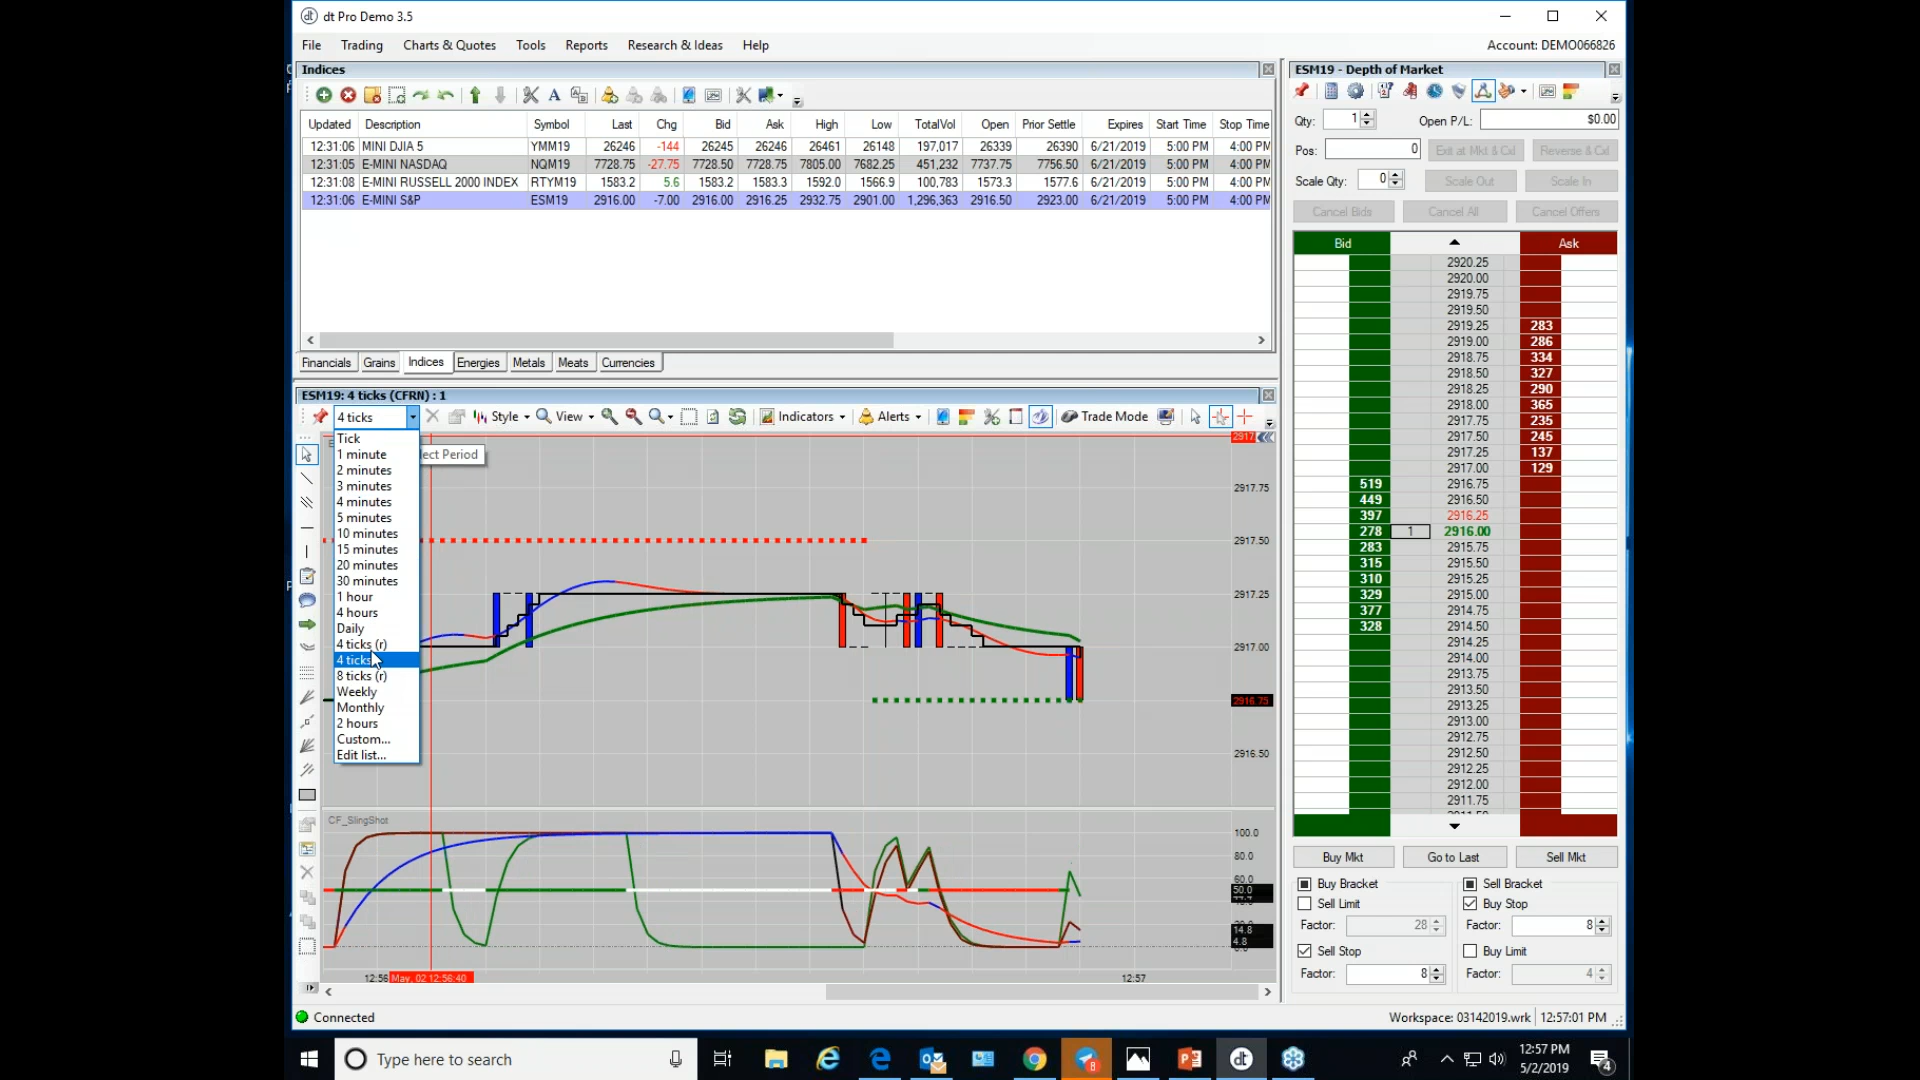 dt Pro Demo 3.5
File Trading Charts & Quotes Tools Reports Research & Ideas Help Account: DEMO066826
Indices
Updated Description Symbol Last Chg Bid Ask High Low TotalVol Open Prior Settle Expires Start Time Stop Time
12:31:06 MINI DJIA 5 YMM19 26246 -144 26245 26246 26461 26148 197,017 26339 26390 6/21/2019 5:00 PM 4:00 PM
12:31:05 E-MINI NASDAQ NQM19 7728.75 -27.75 7728.50 7728.75 7805.00 7682.25 451,232 7737.75 7756.50 6/21/2019 5:00 PM 4:00 PM
12:31:08 E-MINI RUSSELL 2000 INDEX RTYM19 1583.2 5.6 1583.2 1583.3 1592.0 1566.9 100,783 1573.3 1577.6 6/21/2019 5:00 PM 4:00 PM
12:31:06 E-MINI S&P ESM19 2916.00 -7.00 2916.00 2916.25 2932.75 2901.00 1,296,363 2916.50 2923.00 6/21/2019 5:00 PM 4:00 PM
Financials Grains Indices Energies Metals Meats Currencies
ESM19: 4 ticks (CFRN) : 1
4 ticks Style View Indicators Alerts Trade Mode
Tick
1 minute
2 minutes
3 minutes
4 minutes
5 minutes
10 minutes
15 minutes
20 minutes
30 minutes
1 hour
4 hours
Daily
4 ticks (r)
4 ticks
8 ticks (r)
Weekly
Monthly
2 hours
Custom...
Edit list...
lect Period
2917
2917.75
2917.50
2917.25
2917.00
2916.75
2916.50
CF_SlingShot
100.0
80.0
60.0
50.0
14.8
4.8
12:56 May, 02 12:56:40 12:57
ESM19 - Depth of Market
Qty: 1 Open P/L: $0.00
Pos: 0 Exit at Mkt & Cxl Reverse & Cxl
Scale Qty: 0 Scale Out Scale In
Cancel Bids Cancel All Cancel Offers
Bid Ask
2920.25
2920.00
2919.75
2919.50
2919.25 283
2919.00 286
2918.75 334
2918.50 327
2918.25 290
2918.00 365
2917.75 235
2917.50 245
2917.25 137
2917.00 129
519 2916.75
449 2916.50
397 2916.25
278 1 2916.00
283 2915.75
315 2915.50
310 2915.25
329 2915.00
377 2914.75
328 2914.50
2914.25
2914.00
2913.75
2913.50
2913.25
2913.00
2912.75
2912.50
2912.25
2912.00
2911.75
Buy Mkt Go to Last Sell Mkt
Buy Bracket Sell Bracket
Sell Limit Buy Stop
Factor: 28 Factor: 8
Sell Stop Buy Limit
Factor: 8 Factor: 4
Connected Workspace: 03142019.wrk 12:57:01 PM
Type here to search
8
12:57 PM
5/2/2019
4